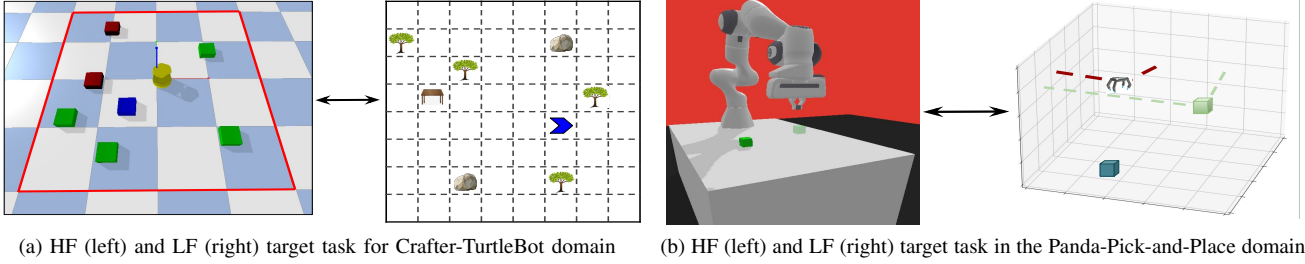 (a) HF (left) and LF (right) target task for Crafter-TurtleBot domain
(b) HF (left) and LF (right) target task in the Panda-Pick-and-Place domain